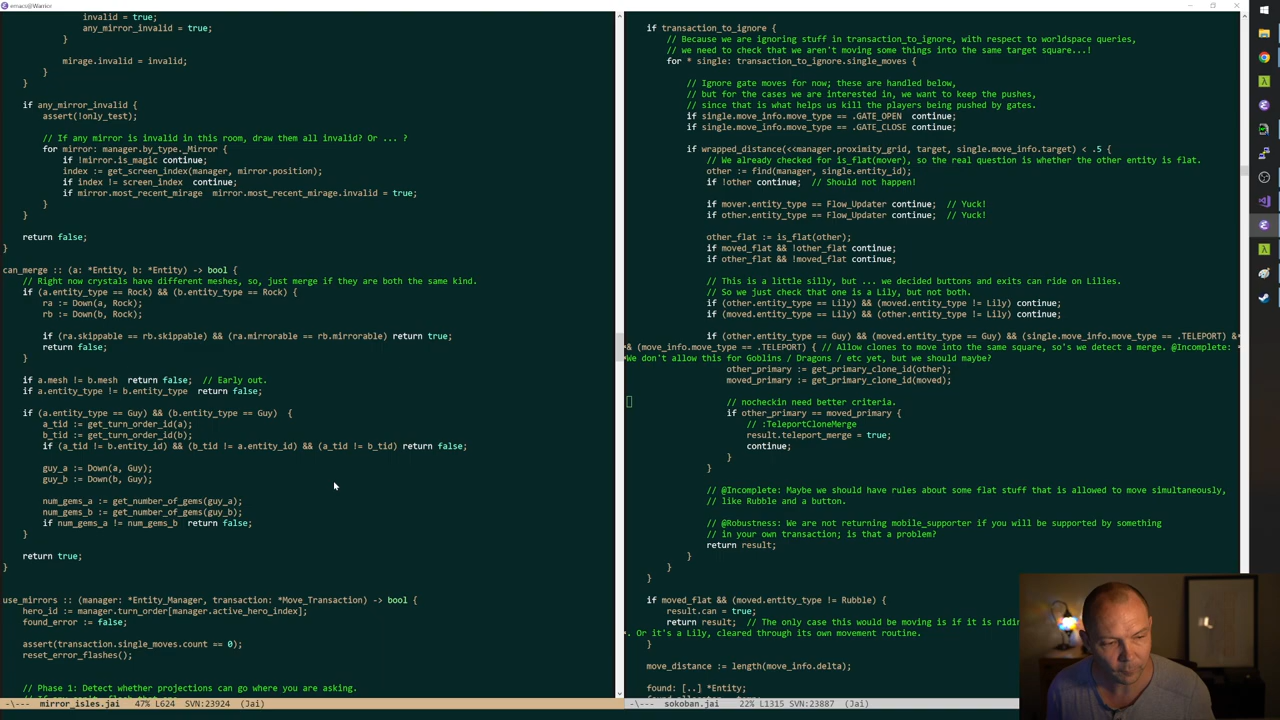 emacs@Warrior
invalid = true;
any_mirror_invalid = true;
}
mirage.invalid = invalid;
}
}
if any_mirror_invalid {
assert(!only_test);
// If any mirror is invalid in this room, draw them all invalid? Or ... ?
for mirror: manager.by_type._Mirror {
if !mirror.is_magic continue;
index := get_screen_index(manager, mirror.position);
if index != screen_index  continue;
if mirror.most_recent_mirage  mirror.most_recent_mirage.invalid = true;
}
}
return false;
}
can_merge :: (a: *Entity, b: *Entity) -> bool {
// Right now crystals have different meshes, so, just merge if they are both the same kind.
if (a.entity_type == Rock) && (b.entity_type == Rock) {
ra := Down(a, Rock);
rb := Down(b, Rock);
if (ra.skippable == rb.skippable) && (ra.mirrorable == rb.mirrorable) return true;
return false;
}
if a.mesh != b.mesh  return false;  // Early out.
if a.entity_type != b.entity_type  return false;
if (a.entity_type == Guy) && (b.entity_type == Guy)  {
a_tid := get_turn_order_id(a);
b_tid := get_turn_order_id(b);
if (a_tid != b.entity_id) && (b_tid != a.entity_id) && (a_tid != b_tid) return false;
guy_a := Down(a, Guy);
guy_b := Down(b, Guy);
num_gems_a := get_number_of_gems(guy_a);
num_gems_b := get_number_of_gems(guy_b);
if num_gems_a != num_gems_b  return false;
}
return true;
}
use_mirrors :: (manager: *Entity_Manager, transaction: *Move_Transaction) -> bool {
hero_id := manager.turn_order[manager.active_hero_index];
found_error := false;
assert(transaction.single_moves.count == 0);
reset_error_flashes();
// Phase 1: Detect whether projections can go where you are asking.
-\---  mirror_isles.jai   47% L624  SVN:23924  (Jai)
if transaction_to_ignore {
// Because we are ignoring stuff in transaction_to_ignore, with respect to worldspace queries,
// we need to check that we aren't moving some things into the same target square...!
for * single: transaction_to_ignore.single_moves {
// Ignore gate moves for now; these are handled below,
// but for the cases we are interested in, we want to keep the pushes,
// since that is what helps us kill the players being pushed by gates.
if single.move_info.move_type == .GATE_OPEN  continue;
if single.move_info.move_type == .GATE_CLOSE continue;
if wrapped_distance(<<manager.proximity_grid, target, single.move_info.target) < .5 {
// We already checked for is_flat(mover), so the real question is whether the other entity is flat.
other := find(manager, single.entity_id);
if !other continue;  // Should not happen!
if mover.entity_type == Flow_Updater continue;  // Yuck!
if other.entity_type == Flow_Updater continue;  // Yuck!
other_flat := is_flat(other);
if moved_flat && !other_flat continue;
if other_flat && !moved_flat continue;
// This is a little silly, but ... we decided buttons and exits can ride on Lilies.
// So we just check that one is a Lily, but not both.
if (other.entity_type == Lily) && (moved.entity_type != Lily) continue;
if (moved.entity_type == Lily) && (other.entity_type != Lily) continue;
if (other.entity_type == Guy) && (moved.entity_type == Guy) && (single.move_info.move_type == .TELEPORT) &
& (move_info.move_type == .TELEPORT) { // Allow clones to move into the same square, so's we detect a merge. @Incomplete:
We don't allow this for Goblins / Dragons / etc yet, but we should maybe?
other_primary := get_primary_clone_id(other);
moved_primary := get_primary_clone_id(moved);
// nocheckin need better criteria.
if other_primary == moved_primary {
// :TeleportCloneMerge
result.teleport_merge = true;
continue;
}
}
// @Incomplete: Maybe we should have rules about some flat stuff that is allowed to move simultaneously,
// like Rubble and a button.
// @Robustness: We are not returning mobile_supporter if you will be supported by something
// in your own transaction; is that a problem?
return result;
}
}
}
if moved_flat && (moved.entity_type != Rubble) {
result.can = true;
return result;  // The only case this would be moving is if it is
. Or it's a Lily, cleared through its own movement routine.
}
move_distance := length(move_info.delta);
found: [..] *Entity;
-\---  sokoban.jai   22% L1315 SVN:23887  (Jai)